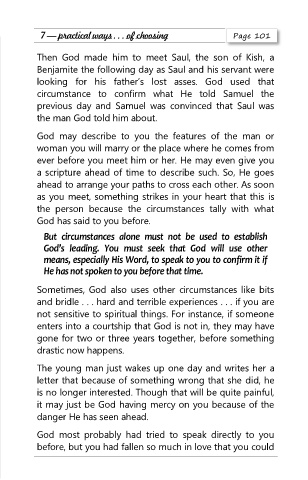 7 — practical ways . . . of choosing Page 101
Then God made him to meet Saul, the son of Kish, a
Benjamite the following day as Saul and his servant were
looking for his father's lost asses. God used that
circumstance to confirm what He told Samuel the
previous day and Samuel was convinced that Saul was
the man God told him about.
God may describe to you the features of the man or
woman you will marry or the place where he comes from
ever before you meet him or her. He may even give you
a scripture ahead of time to describe such. So, He goes
ahead to arrange your paths to cross each other. As soon
as you meet, something strikes in your heart that this is
the person because the circumstances tally with what
God has said to you before.
But circumstances alone must not be used to establish
God's leading. You must seek that God will use other
means, especially His Word, to speak to you to confirm it if
He has not spoken to you before that time.
Sometimes, God also uses other circumstances like bits
and bridle . . . hard and terrible experiences . . . if you are
not sensitive to spiritual things. For instance, if someone
enters into a courtship that God is not in, they may have
gone for two or three years together, before something
drastic now happens.
The young man just wakes up one day and writes her a
letter that because of something wrong that she did, he
is no longer interested. Though that will be quite painful,
it may just be God having mercy on you because of the
danger He has seen ahead.
God most probably had tried to speak directly to you
before, but you had fallen so much in love that you could